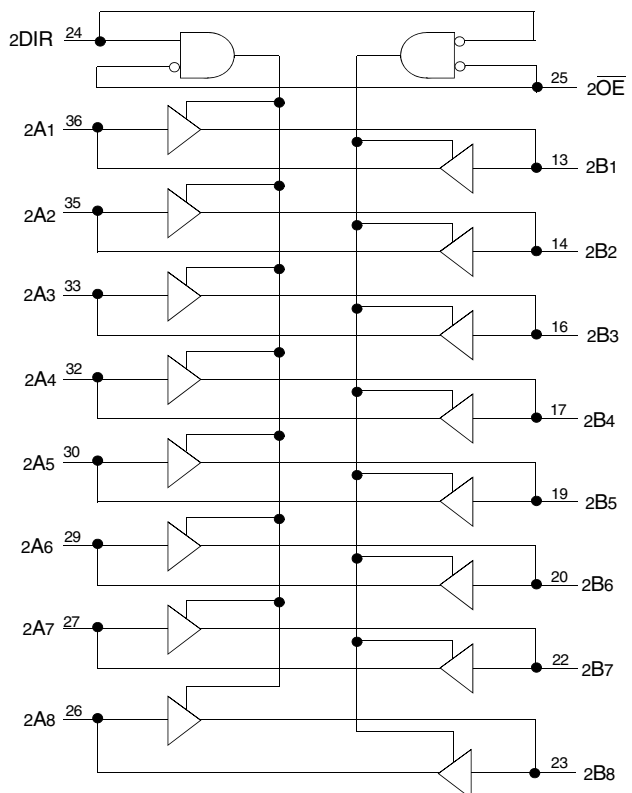 2DIR 24
25 2O̅E̅
2A1 36
13 2B1
2A2 35
14 2B2
2A3 33
16 2B3
2A4 32
17 2B4
2A5 30
19 2B5
2A6 29
20 2B6
2A7 27
22 2B7
2A8 26
23 2B8